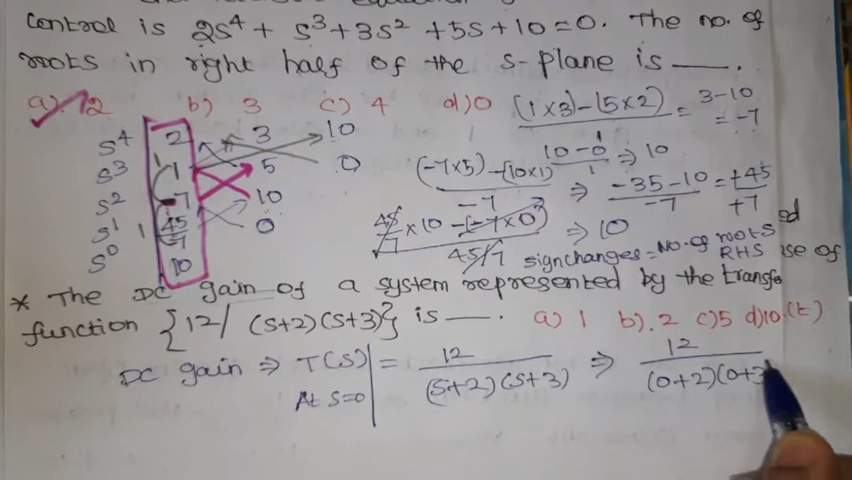 control is 2s⁴ + s³ + 3s² + 5s + 10 = 0. The no. of
roots in right half of the s-plane is ____.
a) 2 b) 3 c) 4 d) 0
(1×3)-(5×2) / 1 = 3-10 = -7
s⁴ 2 3 10
s³ 1 5 0
s² -7 10
s¹ 45/7 0
s⁰ 10
10-0 / 1 ⇒ 10
(-7×5)-(10×1) / -7 ⇒ -35-10 / -7 = +45 / +7
45/7 ×10 -(-7×0) / 45/7 ⇒ 10
sign changes = No. of roots
RHS
* The DC gain of a system represented by the transfe
function {12/ (s+2)(s+3)} is ____. a) 1 b). 2 c) 5 d) 10. (t)
DC gain ⇒ T(s)| = 12 / (s+2)(s+3) ⇒ 12 / (0+2)(0+3
At s=0